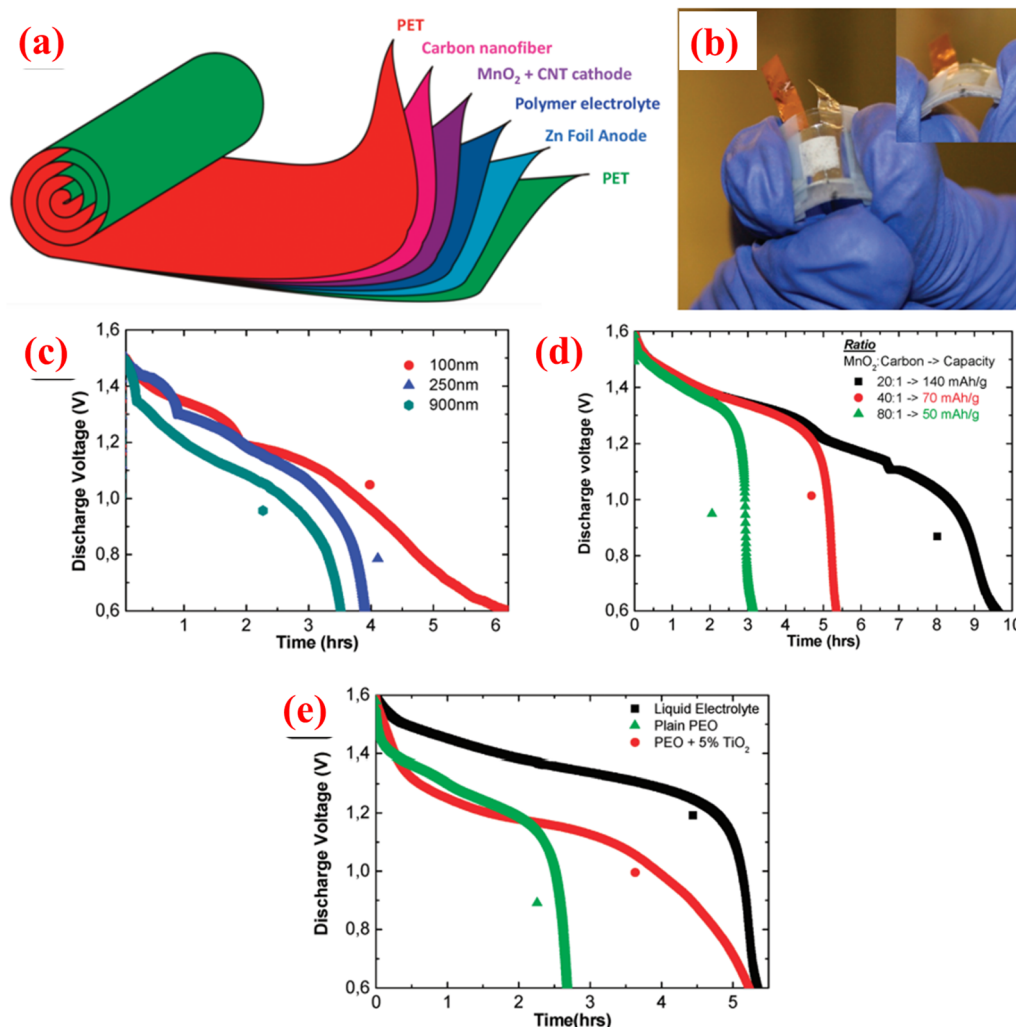 (a)
PET
Carbon nanofiber
MnO₂ + CNT cathode
Polymer electrolyte
Zn Foil Anode
PET
(b)
(c)
1,6
1,4
1,2
1,0
0,8
0,6
Discharge Voltage (V)
100nm
250nm
900nm
1 2 3 4 5 6
Time (hrs)
(d)
1,6
1,4
1,2
1,0
0,8
0,6
Discharge voltage (V)
Ratio
MnO₂:Carbon -> Capacity
20:1 -> 140 mAh/g
40:1 -> 70 mAh/g
80:1 -> 50 mAh/g
0 1 2 3 4 5 6 7 8 9 10
Time (hrs)
(e)
1,6
1,4
1,2
1,0
0,8
0,6
Discharge Voltage (V)
Liquid Electrolyte
Plain PEO
PEO + 5% TiO₂
0 1 2 3 4 5
Time(hrs)